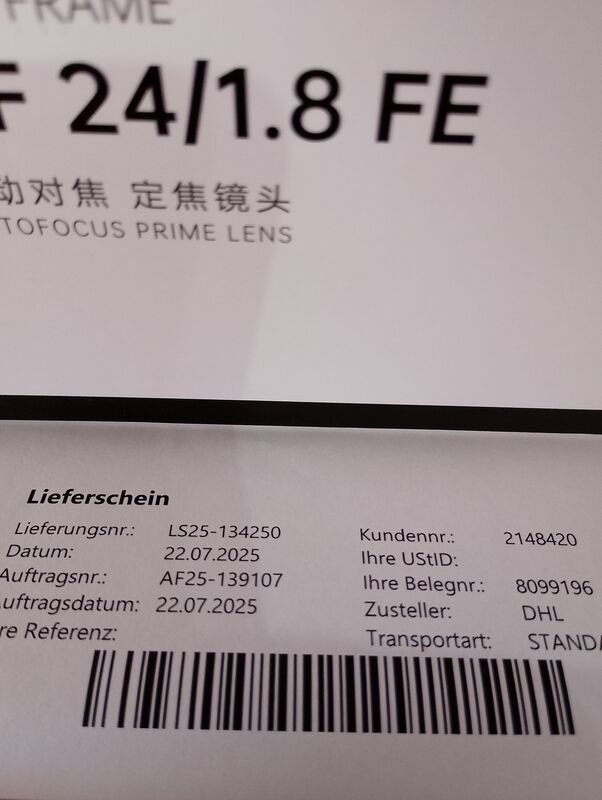 FRAME
F 24/1.8 FE
动对焦 定焦镜头
TOFOCUS PRIME LENS
Lieferschein
Lieferungsnr.: LS25-134250
Datum: 22.07.2025
Auftragsnr.: AF25-139107
uftragsdatum: 22.07.2025
re Referenz:
Kundennr.: 2148420
Ihre UStID:
Ihre Belegnr.: 8099196
Zusteller: DHL
Transportart: STANDA